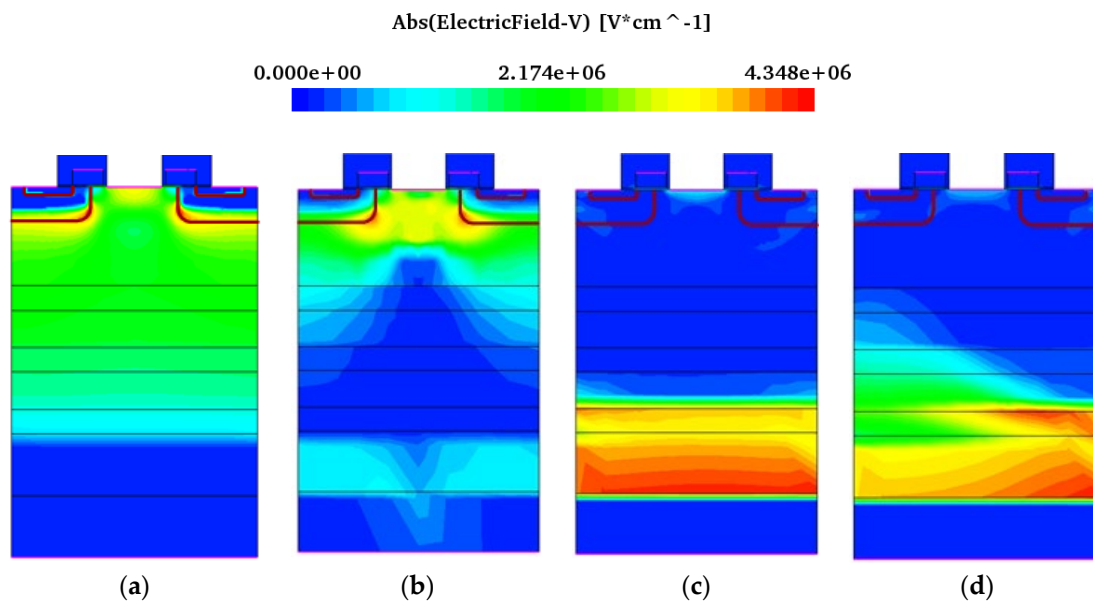 Abs(ElectricField-V) [V*cm^-1]
0.000e+00 2.174e+06 4.348e+06
(a) (b) (c) (d)